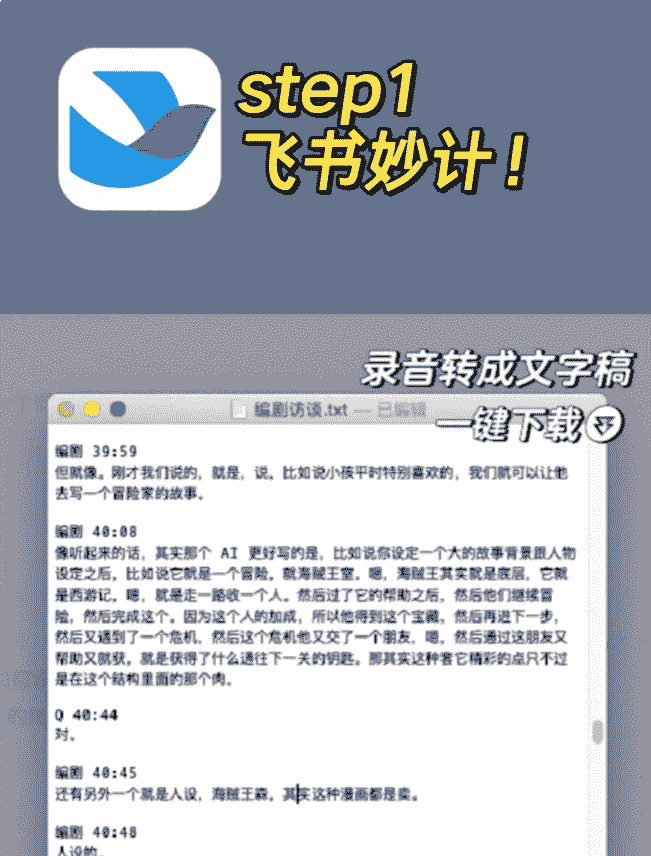 step1
飞书妙计！
录音转成文字稿
一键下载
编剧访谈.txt — 已编辑
编剧 39:59
但就像。刚才我们说的，就是，说。比如说小孩平时特别喜欢的，我们就可以让他
去写一个冒险家的故事。
编剧 40:08
像听起来的话，其实那个 AI 更好写的是，比如说你设定一个大的故事背景跟人物
设定之后，比如说它就是一个冒险，就海贼王室。嗯，海贼王其实就是底层，它就
是西游记。嗯，就是走一路收一个人。然后过了它的帮助之后，然后他们继续冒
险，然后完成这个。因为这个人的加成，所以他得到这个宝藏，然后再进下一步，
然后又遇到了一个危机，然后这个危机他又交了一个朋友，嗯，然后通过这朋友又
帮助又就获。就是获得了什么通往下一关的钥匙。那其实这种套它精彩的点只不过
是在这个结构里面的那个肉。
Q 40:44
对。
编剧 40:45
还有另外一个就是人设，海贼王森，其实这种漫画都是卖。
编剧 40:48
人设的。